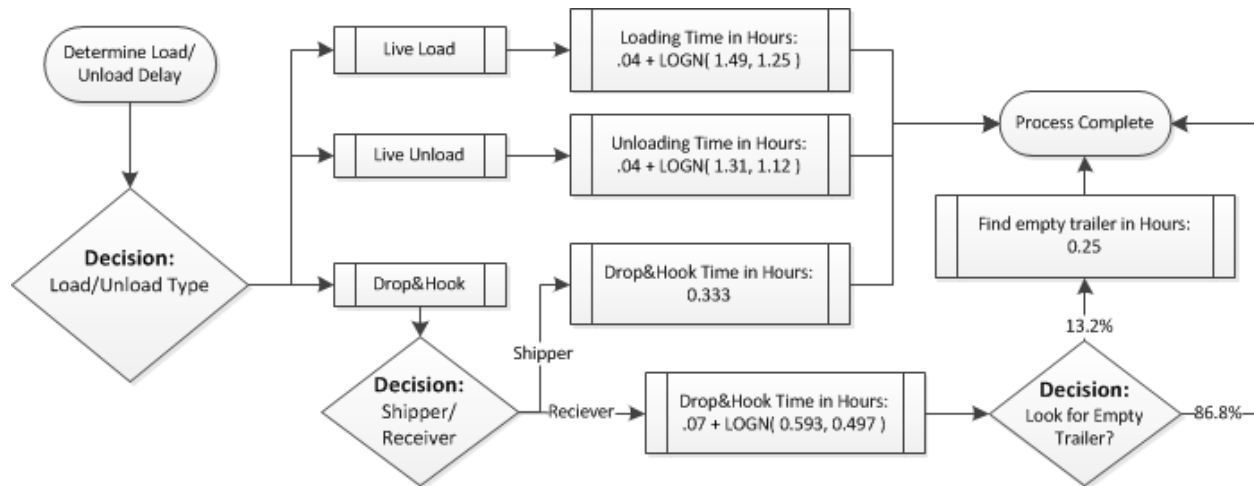 Determine Load/
Unload Delay
Decision:
Load/Unload Type
Live Load
Loading Time in Hours:
.04 + LOGN( 1.49, 1.25 )
Live Unload
Unloading Time in Hours:
.04 + LOGN( 1.31, 1.12 )
Process Complete
Drop&Hook
Drop&Hook Time in Hours:
0.333
Find empty trailer in Hours:
0.25
13.2%
Shipper
Decision:
Shipper/
Receiver
Reciever
Drop&Hook Time in Hours:
.07 + LOGN( 0.593, 0.497 )
Decision:
Look for Empty
Trailer?
86.8%